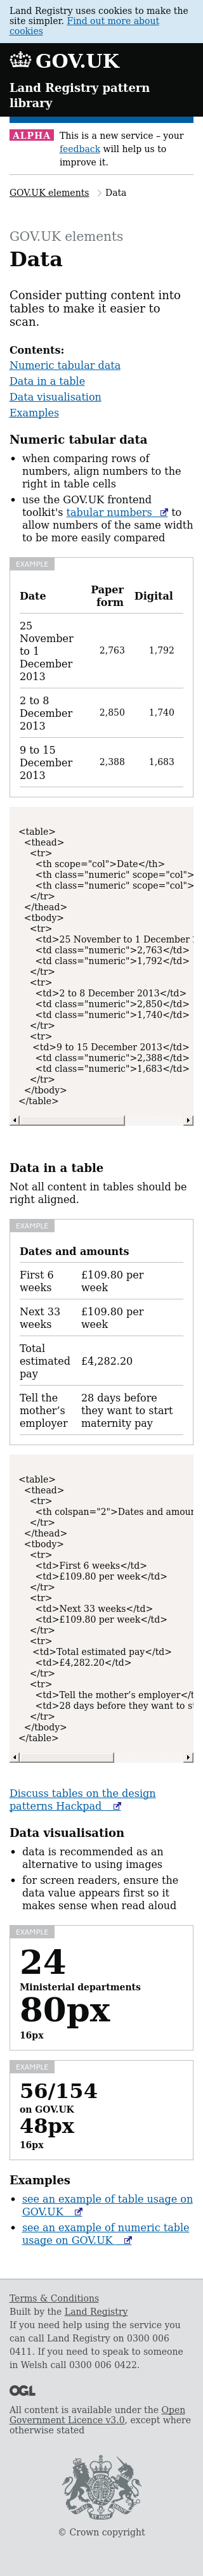 Land Registry uses cookies to make the
site simpler. Find out more about
cookies
GOV.UK
Land Registry pattern
library
ALPHA This is a new service – your
feedback will help us to
improve it.
GOV.UK elements > Data
GOV.UK elements
Data
Consider putting content into
tables to make it easier to
scan.
Contents:
Numeric tabular data
Data in a table
Data visualisation
Examples
Numeric tabular data
• when comparing rows of
numbers, align numbers to the
right in table cells
• use the GOV.UK frontend
toolkit's tabular numbers to
allow numbers of the same width
to be more easily compared
EXAMPLE
Date Paper form Digital
25 November to 1 December 2013 2,763 1,792
2 to 8 December 2013 2,850 1,740
9 to 15 December 2013 2,388 1,683
<table>
<thead>
<tr>
<th scope="col">Date</th>
<th class="numeric" scope="col">
<th class="numeric" scope="col">
</tr>
</thead>
<tbody>
<tr>
<td>25 November to 1 December
<td class="numeric">2,763</td>
<td class="numeric">1,792</td>
</tr>
<tr>
<td>2 to 8 December 2013</td>
<td class="numeric">2,850</td>
<td class="numeric">1,740</td>
</tr>
<tr>
<td>9 to 15 December 2013</td>
<td class="numeric">2,388</td>
<td class="numeric">1,683</td>
</tr>
</tbody>
</table>
Data in a table
Not all content in tables should be
right aligned.
EXAMPLE
Dates and amounts
First 6 weeks £109.80 per week
Next 33 weeks £109.80 per week
Total estimated pay £4,282.20
Tell the mother’s employer 28 days before they want to start maternity pay
<table>
<thead>
<tr>
<th colspan="2">Dates and amoun
</tr>
</thead>
<tbody>
<tr>
<td>First 6 weeks</td>
<td>£109.80 per week</td>
</tr>
<tr>
<td>Next 33 weeks</td>
<td>£109.80 per week</td>
</tr>
<tr>
<td>Total estimated pay</td>
<td>£4,282.20</td>
</tr>
<tr>
<td>Tell the mother’s employer</t
<td>28 days before they want to st
</tr>
</tbody>
</table>
Discuss tables on the design
patterns Hackpad
Data visualisation
• data is recommended as an
alternative to using images
• for screen readers, ensure the
data value appears first so it
makes sense when read aloud
EXAMPLE
24
Ministerial departments
80px
16px
EXAMPLE
56/154
on GOV.UK
48px
16px
Examples
• see an example of table usage on
GOV.UK
• see an example of numeric table
usage on GOV.UK
Terms & Conditions
Built by the Land Registry
If you need help using the service you
can call Land Registry on 0300 006
0411. If you need to speak to someone
in Welsh call 0300 006 0422.
OGL
All content is available under the Open
Government Licence v3.0, except where
otherwise stated
© Crown copyright